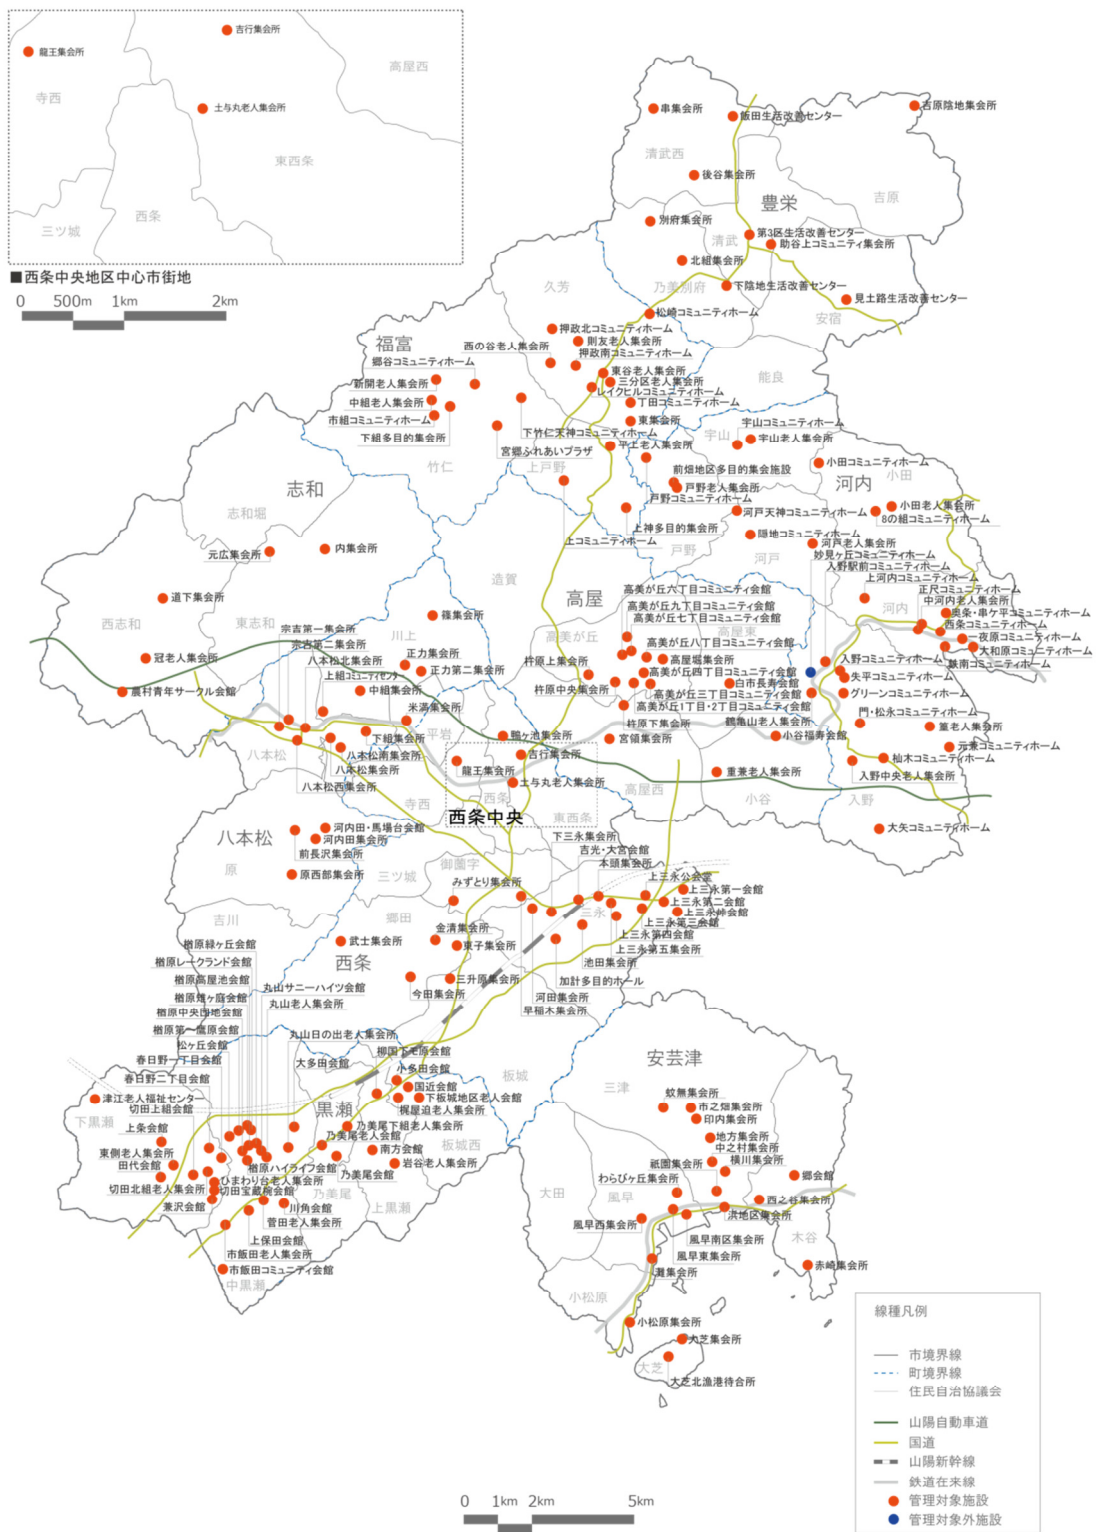 吉行集会所
龍王集会所
高屋西
寺西
土与丸老人集会所
東西条
西条
三ツ城
■西条中央地区中心市街地
0 500m 1km 2km
串集会所
飯田生活改善センター
吉原陰地集会所
清武西
後谷集会所
吉原
豊栄
別府集会所
第3区生活改善センター
清武
助谷上コミュニティ集会所
北組集会所
乃美別府
下陰地生活改善センター
久芳
見土路生活改善センター
松崎コミュニティホーム
安宿
押政北コミュニティホーム
福富
則友老人集会所
西の谷老人集会所
押政南コミュニティホーム
郷谷コミュニティホーム
東谷老人集会所
新開老人集会所
三分区老人集会所
能良
レイクヒルコミュニティホーム
中組老人集会所
丁田コミュニティホーム
市組コミュニティホーム
東集会所
宇山コミュニティホーム
下組多目的集会所
下竹仁天神コミュニティホーム
宇山
宇山老人集会所
宮郷ふれあいプラザ
平上老人集会所
竹仁
上戸野
前畑地区多目的集会施設
小田コミュニティホーム
小田
河内
戸野老人集会所
志和
戸野コミュニティホーム
小田老人集会所
志和堀
河戸天神コミュニティホーム
8の組コミュニティホーム
上神多目的集会所
上コミュニティホーム
隠地コミュニティホーム
元広集会所
内集会所
戸野
河戸
河戸老人集会所
妙見ヶ丘コミュニティホーム
入野駅前コミュニティホーム
造賀
上河内コミュニティホーム
高美が丘六丁目コミュニティ会館
正尺コミュニティホーム
道下集会所
高屋
高美が丘九丁目コミュニティ会館
中河内老人集会所
河内
高美が丘七丁目コミュニティ会館
奥条・串ケ平コミュニティホーム
篠集会所
西条コミュニティホーム
西志和
東志和
宗吉第一集会所
川上
高美が丘
高屋東
宗吉第二集会所
高美が丘八丁目コミュニティ会館
一夜原コミュニティホーム
八本松北集会所
正力集会所
大和原コミュニティホーム
冠老人集会所
杵原上集会所
高屋堀集会所
入野コミュニティホーム
鉄南コミュニティホーム
上組コミュニティセンター
正力第二集会所
高美が丘四丁目コミュニティ会館
矢平コミュニティホーム
農村青年サークル会館
中組集会所
杵原中央集会所
白市長寿会館
グリーンコミュニティホーム
高美が丘三丁目コミュニティ会館
米満集会所
高美が丘1丁目・2丁目コミュニティ会館
門・松永コミュニティホーム
杵原下集会所
鶴亀山老人集会所
篁老人集会所
下組集会所
平岩
鴨ヶ池集会所
宮領集会所
小谷福寿会館
元兼コミュニティホーム
八本松
八本松南集会所
吉行集会所
杣木コミュニティホーム
八本松集会所
龍王集会所
重兼老人集会所
入野中央老人集会所
八本松西集会所
土与丸老人集会所
高屋西
小谷
入野
寺西
西条
西条中央
東西条
大矢コミュニティホーム
河内田・馬場台会館
下三永集会所
八本松
河内田集会所
吉光・大宮会館
前長沢集会所
御薗宇
本頭集会所
原
原西部集会所
三ツ城
みずとり集会所
上三永公会堂
上三永第一会館
上三永第二会館
吉川
郷田
三永
上三永峠会館
上三永第三会館
金清集会所
上三永第四会館
楢原緑ヶ丘会館
武士集会所
東子集会所
上三永第五集会所
楢原レークランド会館
西条
池田集会所
楢原高屋池会館
三升原集会所
加計多目的ホール
丸山サニーハイツ会館
楢原雉ヶ庭会館
今田集会所
河田集会所
丸山老人集会所
楢原中央団地会館
早稲木集会所
楢原第一鷹原会館
丸山日の出老人集会所
松ヶ丘会館
柳国下モ原会館
安芸津
春日野一丁目会館
大多田会館
小多田会館
板城
三津
春日野二丁目会館
国近会館
蚊無集会所
津江老人福祉センター
下板城地区老人会館
市之畑集会所
切田上組会館
黒瀬
梶屋迫老人集会所
印内集会所
下黒瀬
上条会館
乃美尾下組老人集会所
地方集会所
乃美尾老人会館
板城西
中之村集会所
東側老人集会所
南方会館
祇園集会所
横川集会所
田代会館
楢原ハイライフ会館
岩谷老人集会所
わらびヶ丘集会所
郷会館
ひまわり台老人集会所
乃美尾会館
切田北組老人集会所
切田宝蔵椀会館
大田
風早
酉之谷集会所
兼沢会館
乃美尾
川角会館
上黒瀬
洪地区集会所
菅田老人集会所
風早西集会所
木谷
上保田会館
風早南区集会所
市飯田老人集会所
風早東集会所
市飯田コミュニティ会館
灘集会所
赤崎集会所
中黒瀬
小松原
小松原集会所
大芝集会所
大芝
大芝北漁港待合所
線種凡例
市境界線
町境界線
住民自治協議会
山陽自動車道
国道
山陽新幹線
鉄道在来線
管理対象施設
管理対象外施設
0 1km 2km 5km